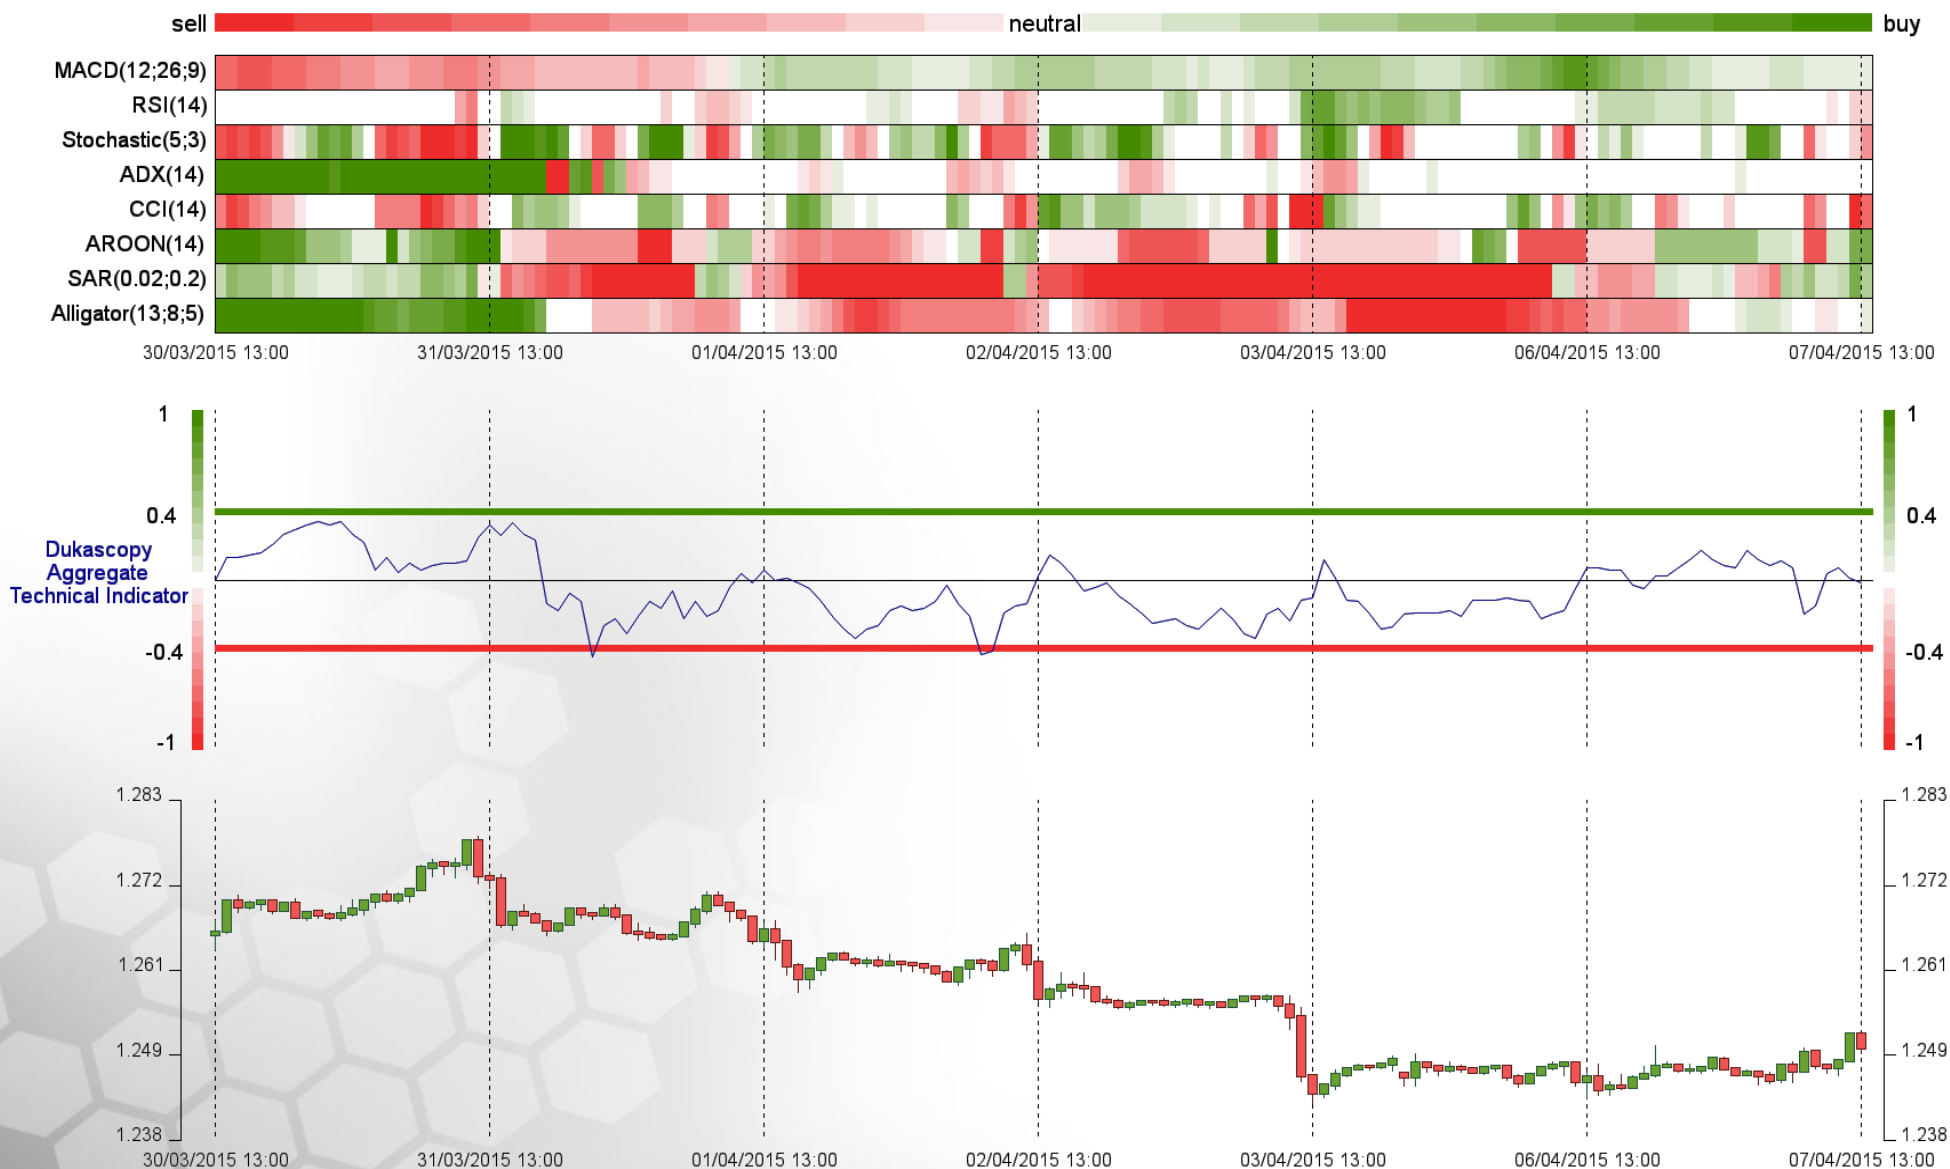 sell neutral buy
MACD(12;26;9)
RSI(14)
Stochastic(5;3)
ADX(14)
CCI(14)
AROON(14)
SAR(0.02;0.2)
Alligator(13;8;5)
30/03/2015 13:00 31/03/2015 13:00 01/04/2015 13:00 02/04/2015 13:00 03/04/2015 13:00 06/04/2015 13:00 07/04/2015 13:00
1 1
0.4 0.4
Dukascopy
Aggregate
Technical Indicator
-0.4 -0.4
-1 -1
1.283 1.283
1.272 1.272
1.261 1.261
1.249 1.249
1.238 1.238
30/03/2015 13:00 31/03/2015 13:00 01/04/2015 13:00 02/04/2015 13:00 03/04/2015 13:00 06/04/2015 13:00 07/04/2015 13:00